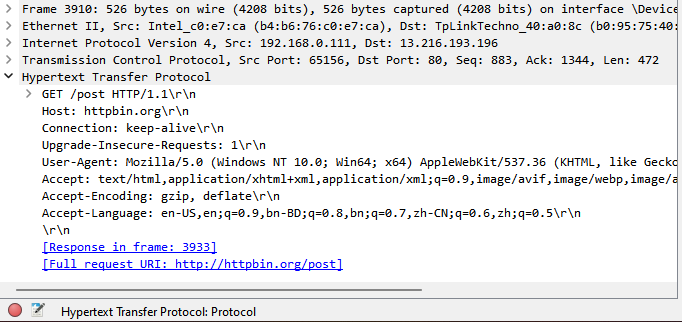 Frame 3910: 526 bytes on wire (4208 bits), 526 bytes captured (4208 bits) on interface \Device
Ethernet II, Src: Intel_c0:e7:ca (b4:b6:76:c0:e7:ca), Dst: TpLinkTechno_40:a0:8c (b0:95:75:40:
Internet Protocol Version 4, Src: 192.168.0.111, Dst: 13.216.193.196
Transmission Control Protocol, Src Port: 65156, Dst Port: 80, Seq: 883, Ack: 1344, Len: 472
Hypertext Transfer Protocol
GET /post HTTP/1.1\r\n
Host: httpbin.org\r\n
Connection: keep-alive\r\n
Upgrade-Insecure-Requests: 1\r\n
User-Agent: Mozilla/5.0 (Windows NT 10.0; Win64; x64) AppleWebKit/537.36 (KHTML, like Gecko
Accept: text/html,application/xhtml+xml,application/xml;q=0.9,image/avif,image/webp,image/a
Accept-Encoding: gzip, deflate\r\n
Accept-Language: en-US,en;q=0.9,bn-BD;q=0.8,bn;q=0.7,zh-CN;q=0.6,zh;q=0.5\r\n
\r\n
[Response in frame: 3933]
[Full request URI: http://httpbin.org/post]
Hypertext Transfer Protocol: Protocol